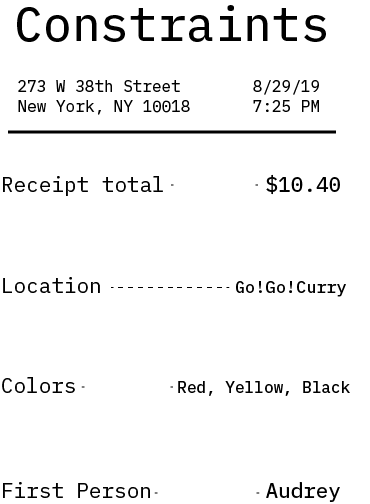 Constraints
273 W 38th Street 8/29/19
New York, NY 10018 7:25 PM
Receipt total $10.40
Location Go!Go!Curry
Colors Red, Yellow, Black
First Person Audrey